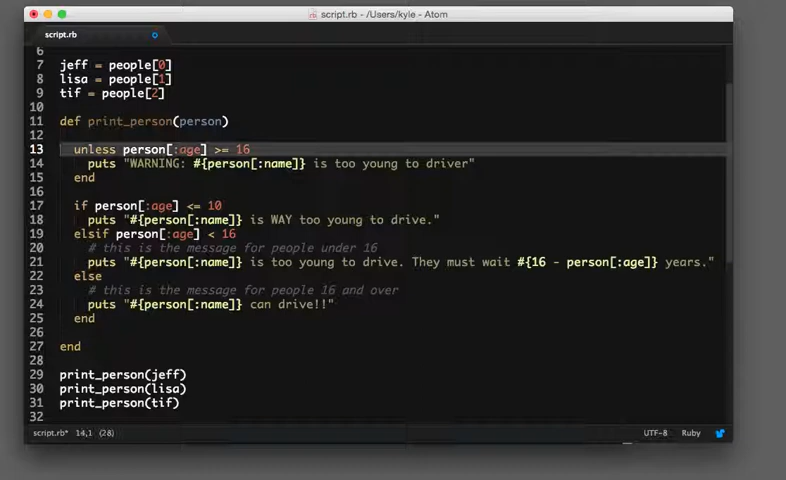 script.rb - /Users/kyle - Atom
script.rb
6
7 jeff = people[0]
8 lisa = people[1]
9 tif = people[2]
10
11 def print_person(person)
12
13 unless person[:age] >= 16
14 puts "WARNING: #{person[:name]} is too young to driver"
15 end
16
17 if person[:age] <= 10
18 puts "#{person[:name]} is WAY too young to drive."
19 elsif person[:age] < 16
20 # this is the message for people under 16
21 puts "#{person[:name]} is too young to drive. They must wait #{16 - person[:age]} years."
22 else
23 # this is the message for people 16 and over
24 puts "#{person[:name]} can drive!!"
25 end
26
27 end
28
29 print_person(jeff)
30 print_person(lisa)
31 print_person(tif)
32
script.rb* 14,1 (28) UTF-8 Ruby